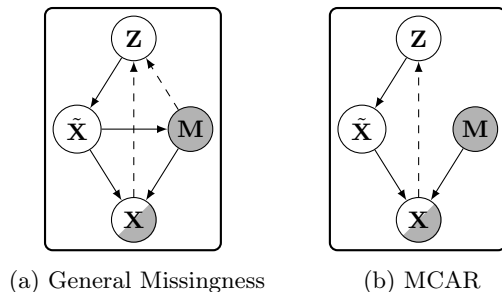 Z Z
X̃ M X̃ M
X X
(a) General Missingness (b) MCAR